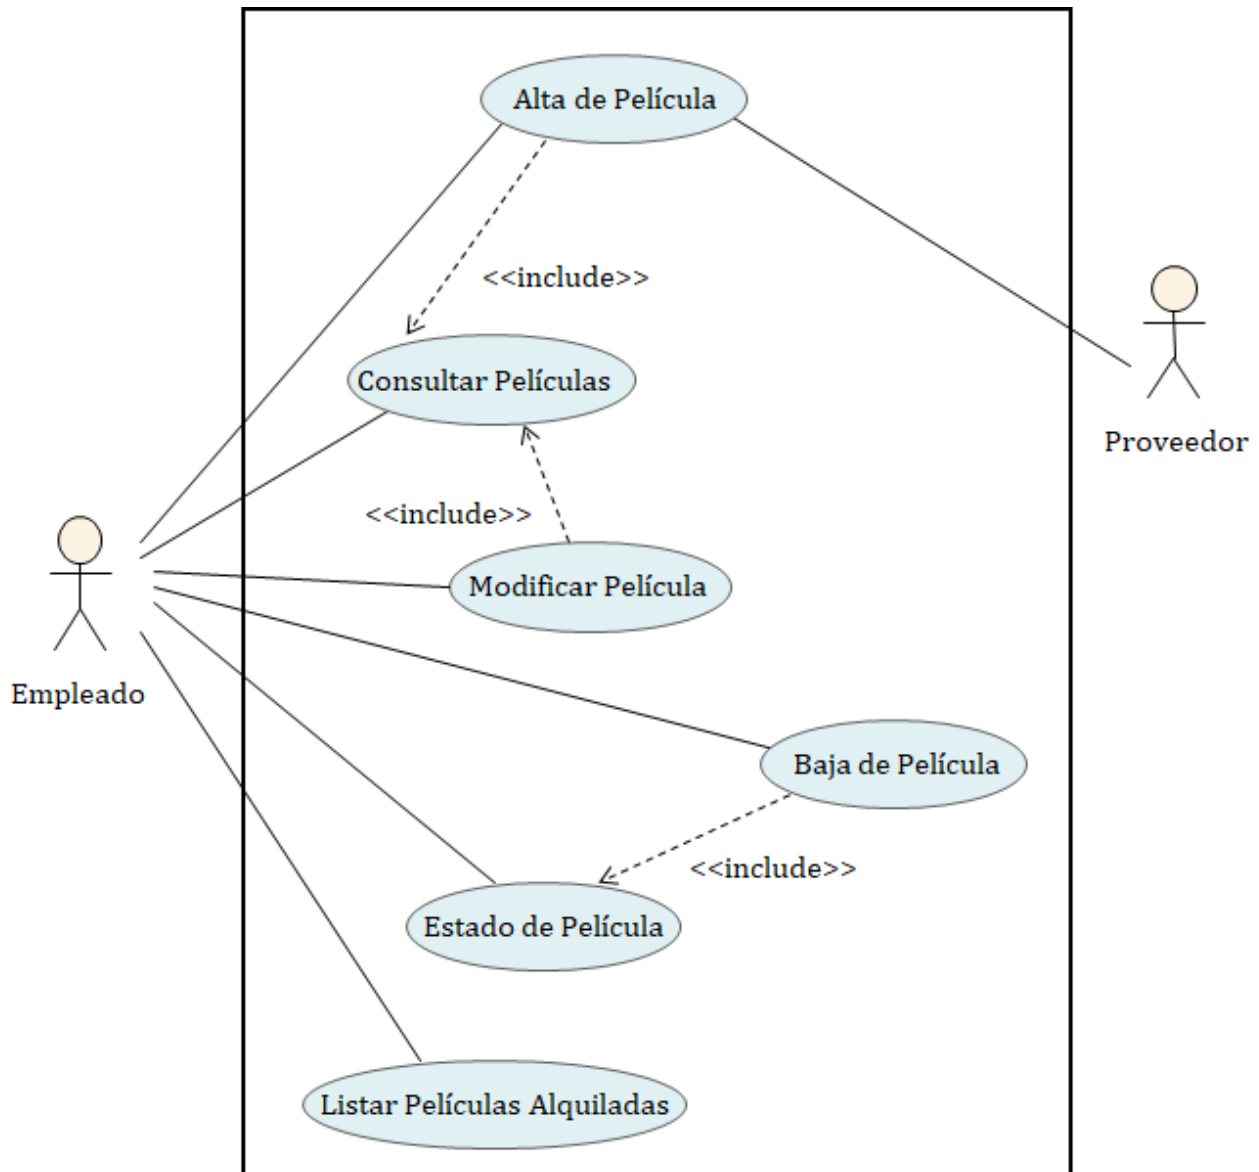 Alta de Película
<<include>>
Consultar Películas
Proveedor
<<include>>
Modificar Película
Empleado
Baja de Película
<<include>>
Estado de Película
Listar Películas Alquiladas